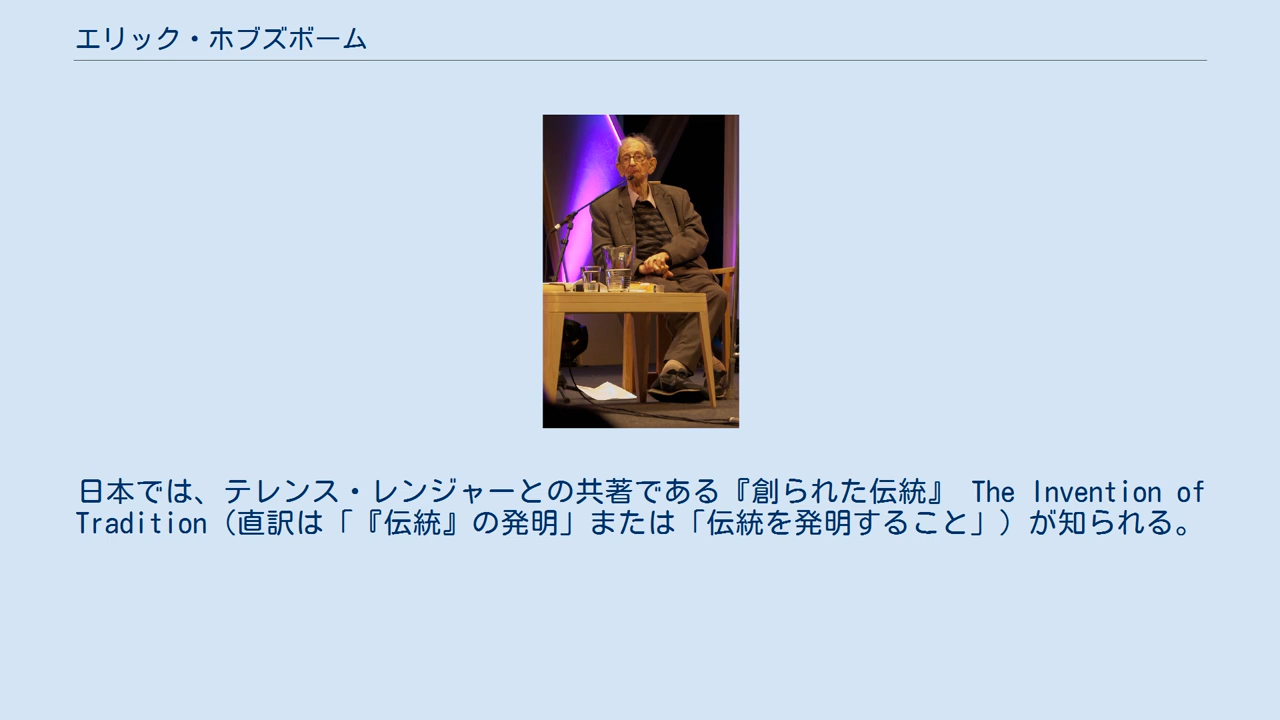 エリック・ホブズボーム
日本では、テレンス・レンジャーとの共著である『創られた伝統』 The Invention of
Tradition（直訳は「『伝統』の発明」または「伝統を発明すること」）が知られる。